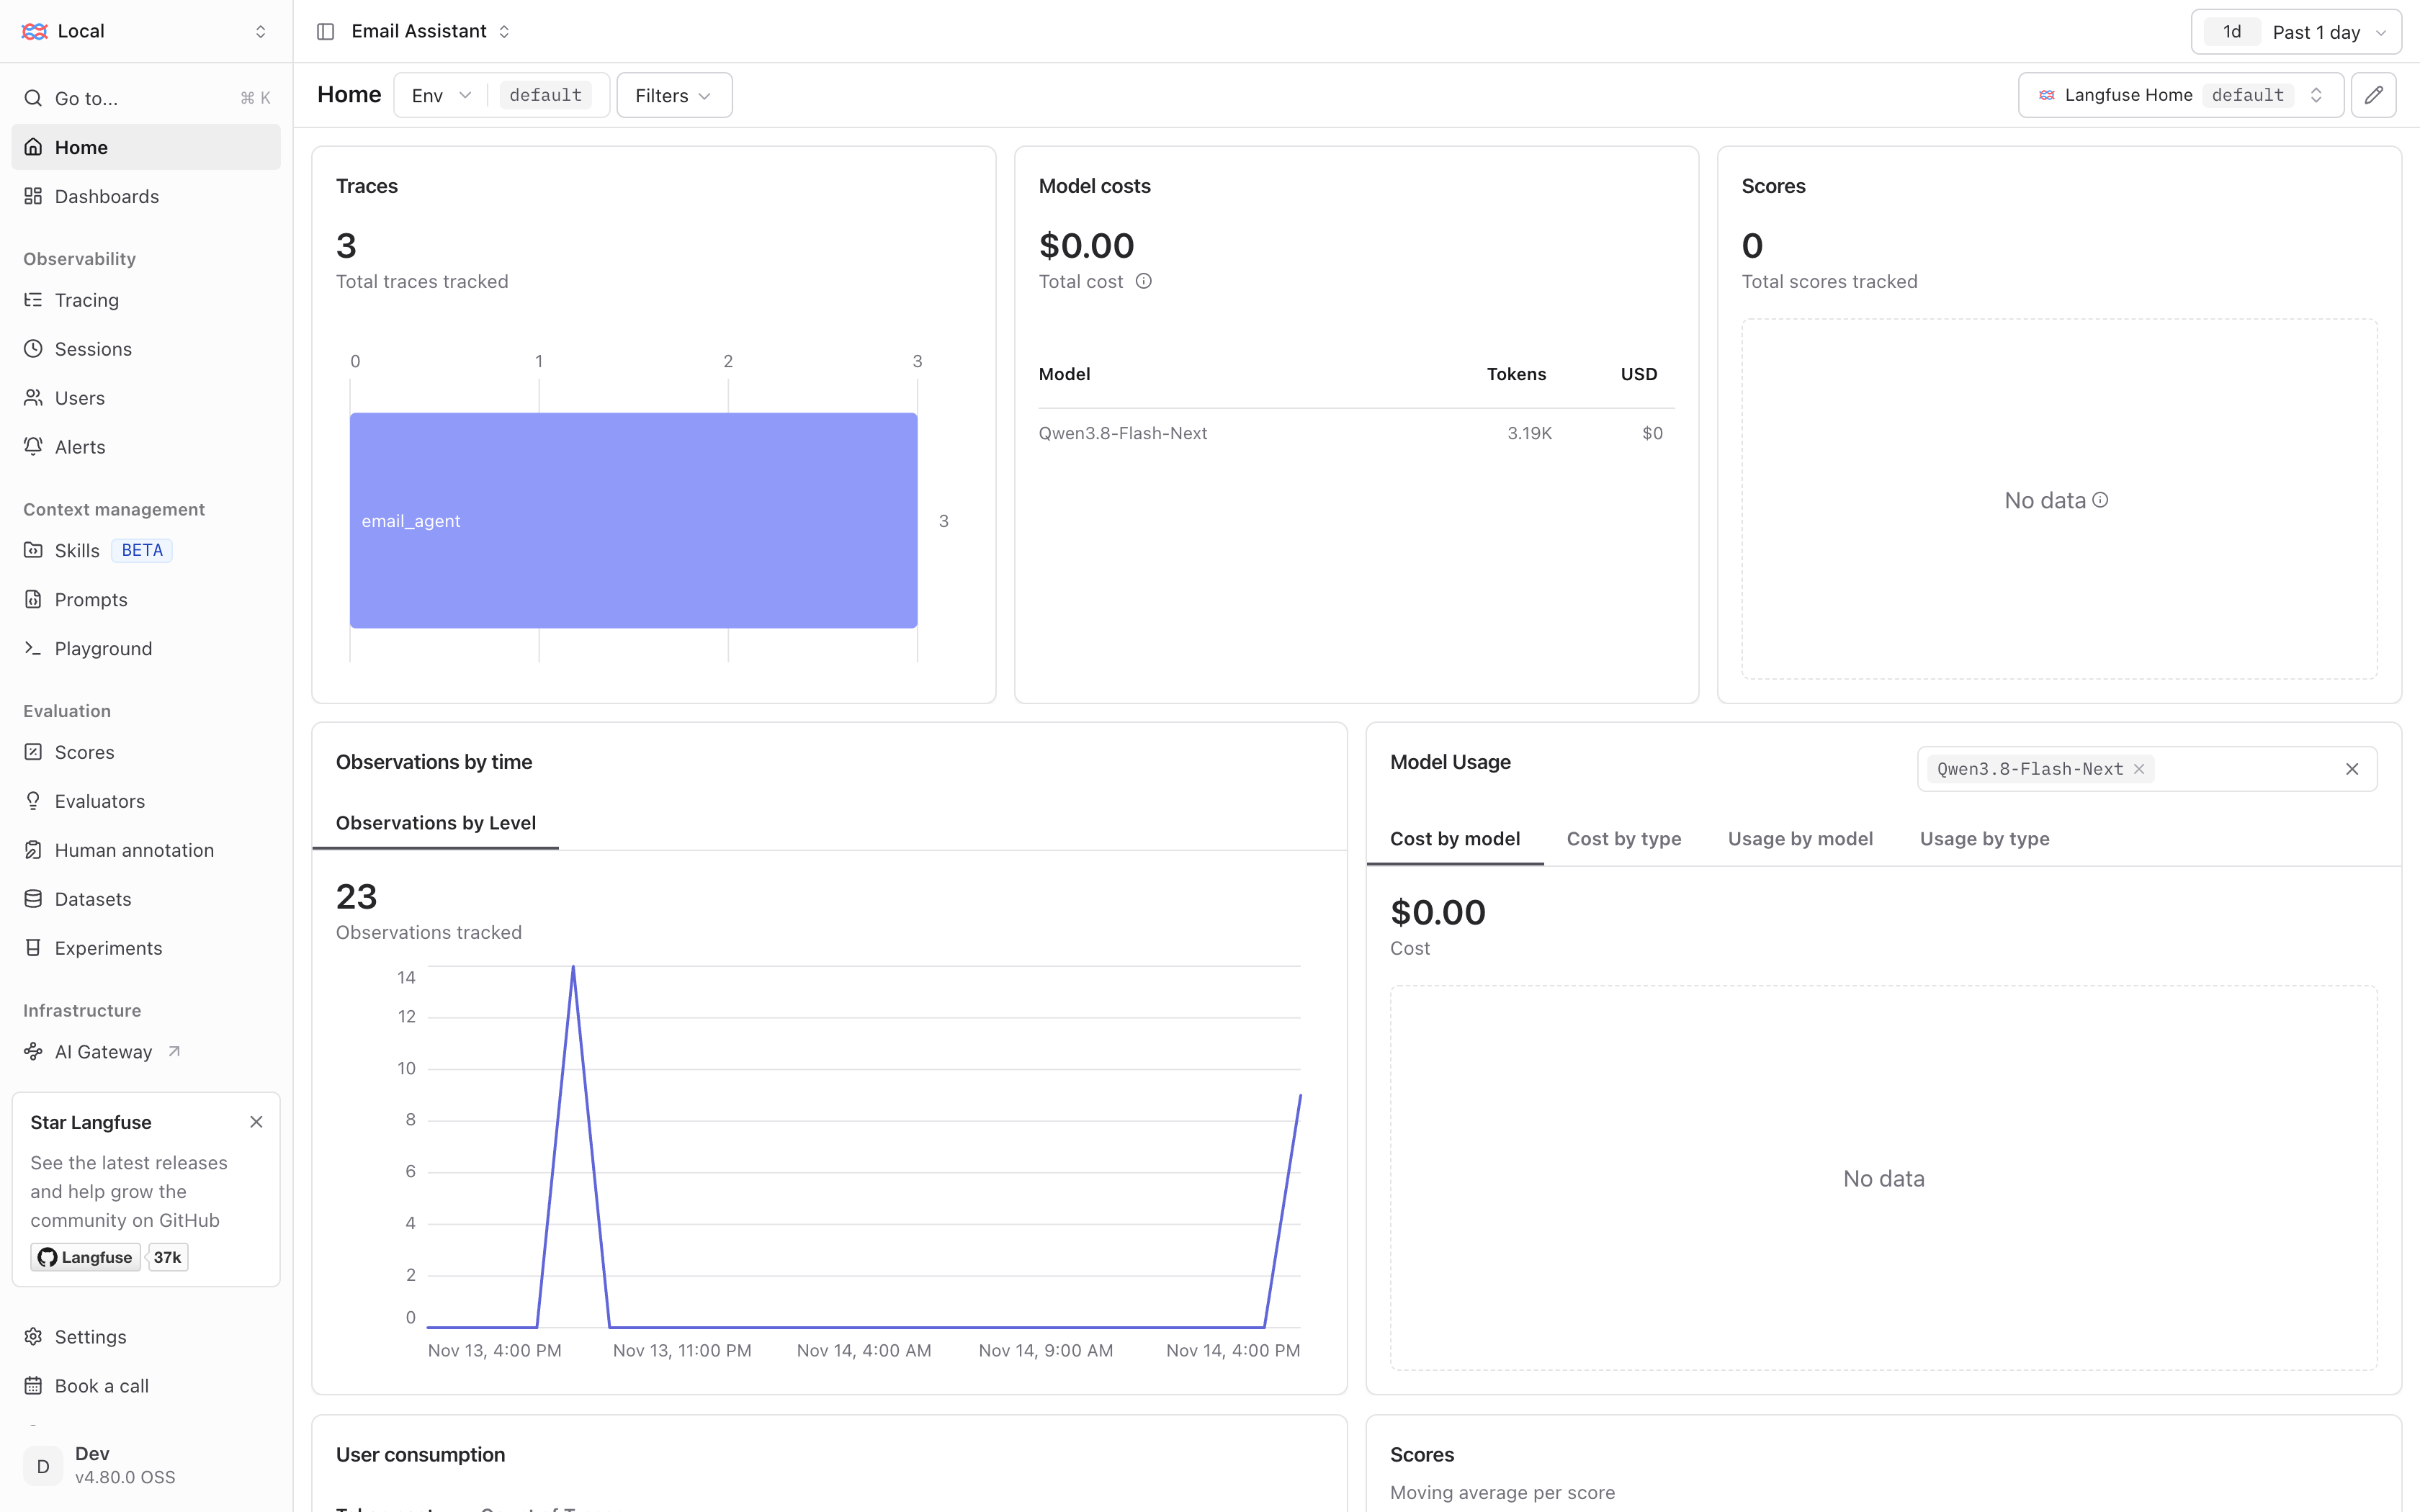 Local
Go to...
⌘ K
Home
Dashboards
Observability
Tracing
Sessions
Users
Alerts
Context management
Skills BETA
Prompts
Playground
Evaluation
Scores
Evaluators
Human annotation
Datasets
Experiments
Infrastructure
AI Gateway
Star Langfuse
See the latest releases
and help grow the
community on GitHub
Langfuse 37k
Settings
Book a call
D
Dev
v4.80.0 OSS
Email Assistant
1d Past 1 day
Home
Env default
Filters
Langfuse Home default
Traces
3
Total traces tracked
0 1 2 3
email_agent 3
Model costs
$0.00
Total cost
Model Tokens USD
Qwen3.8-Flash-Next 3.19K $0
Scores
0
Total scores tracked
No data
Observations by time
Observations by Level
23
Observations tracked
14
12
10
8
6
4
2
0
Nov 13, 4:00 PM Nov 13, 11:00 PM Nov 14, 4:00 AM Nov 14, 9:00 AM Nov 14, 4:00 PM
Model Usage
Qwen3.8-Flash-Next
Cost by model Cost by type Usage by model Usage by type
$0.00
Cost
No data
User consumption
Scores
Moving average per score